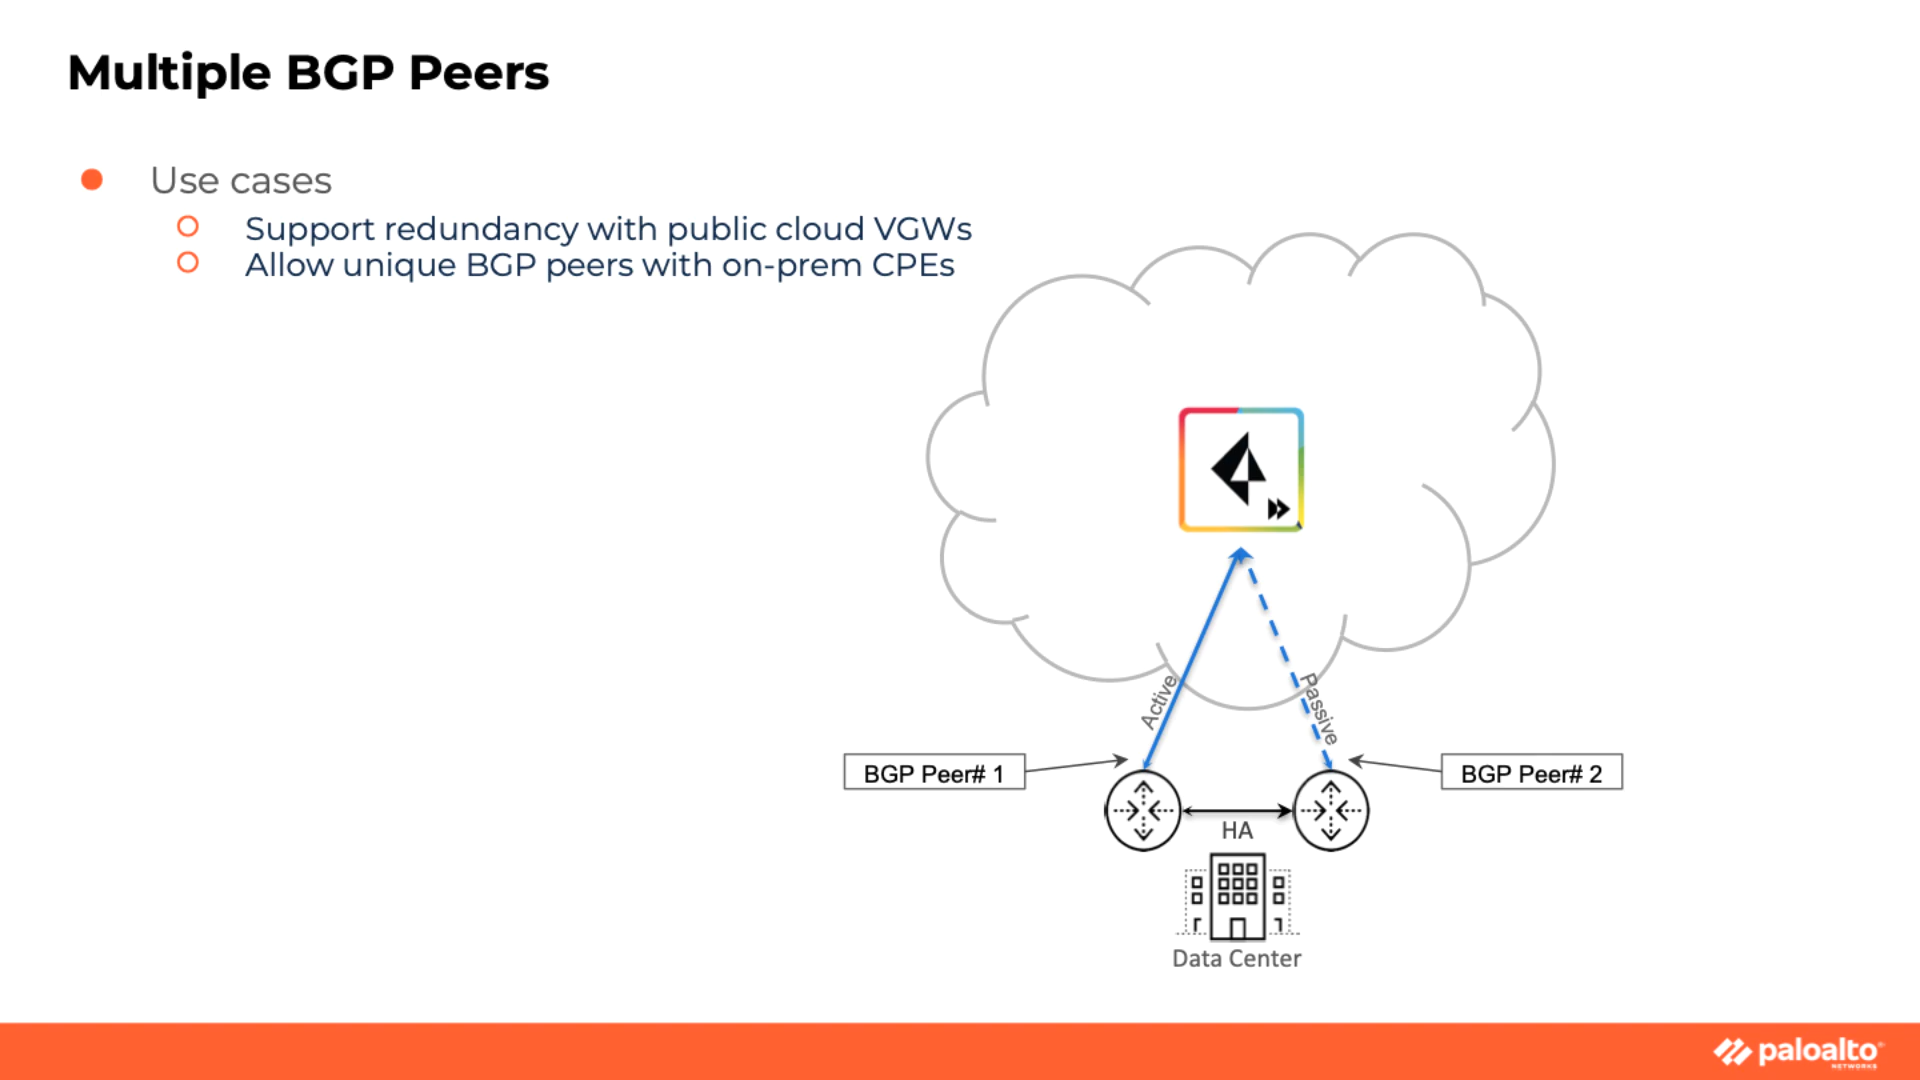 Multiple BGP Peers
Use cases
Support redundancy with public cloud VGWs
Allow unique BGP peers with on-prem CPEs
Active
Passive
BGP Peer# 1
BGP Peer# 2
HA
Data Center
paloalto
NETWORKS